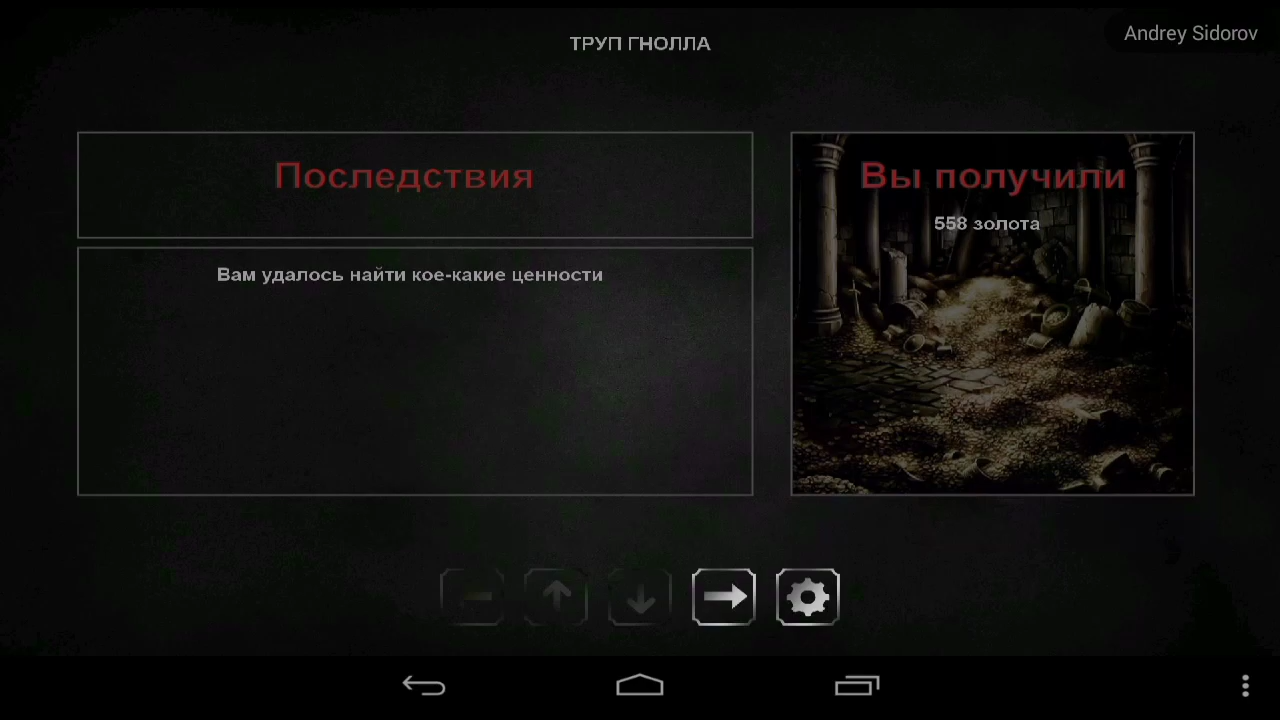 ТРУП ГНОЛЛА
Andrey Sidorov
Последствия
Вам удалось найти кое-какие ценности
Вы получили
558 золота